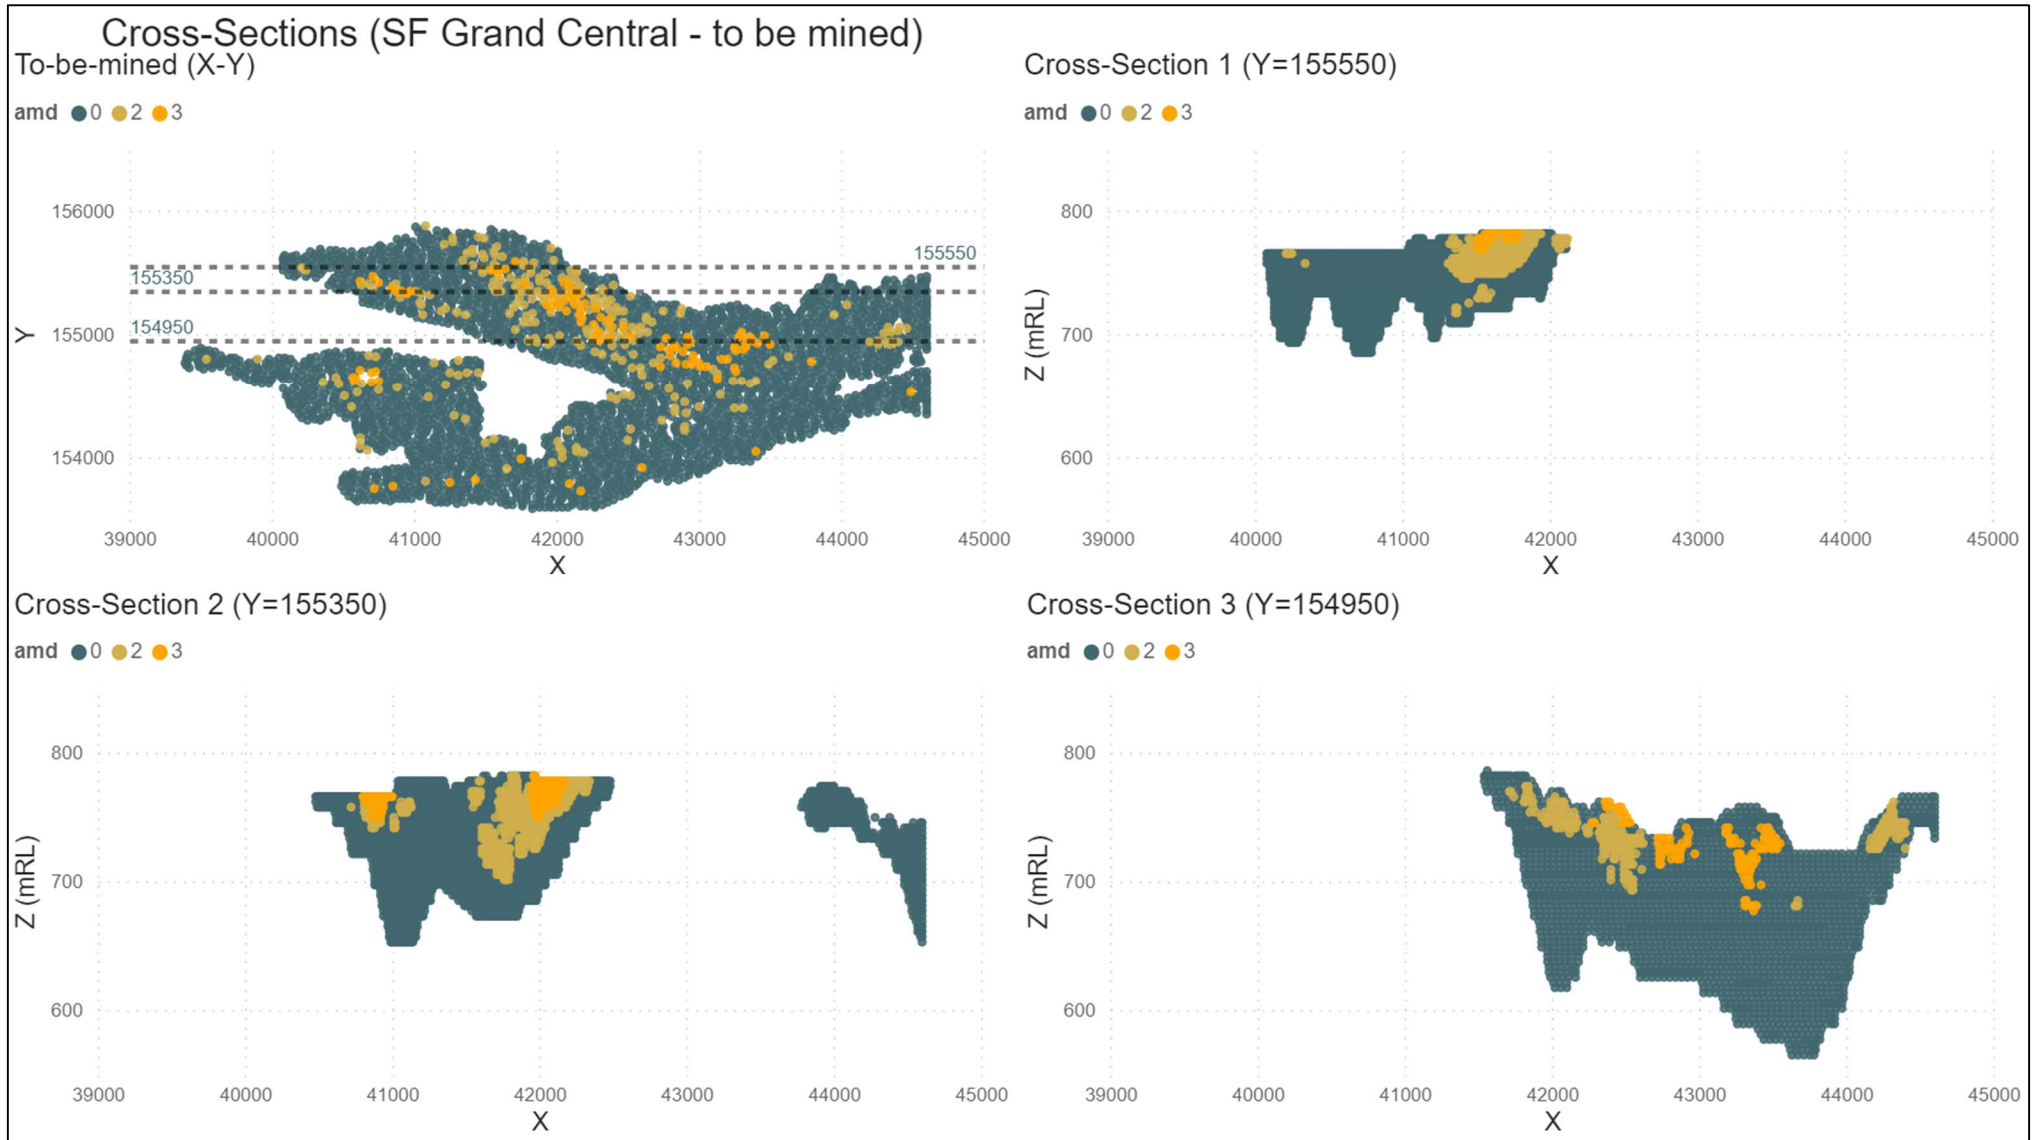 Cross-Sections (SF Grand Central - to be mined)
To-be-mined (X-Y)
amd 0 2 3
156000
155000
154000
Y
155550
155350
154950
39000 40000 41000 42000 43000 44000 45000
X
Cross-Section 1 (Y=155550)
amd 0 2 3
800
700
600
Z (mRL)
39000 40000 41000 42000 43000 44000 45000
X
Cross-Section 2 (Y=155350)
amd 0 2 3
800
700
600
Z (mRL)
39000 40000 41000 42000 43000 44000 45000
X
Cross-Section 3 (Y=154950)
amd 0 2 3
800
700
600
Z (mRL)
39000 40000 41000 42000 43000 44000 45000
X